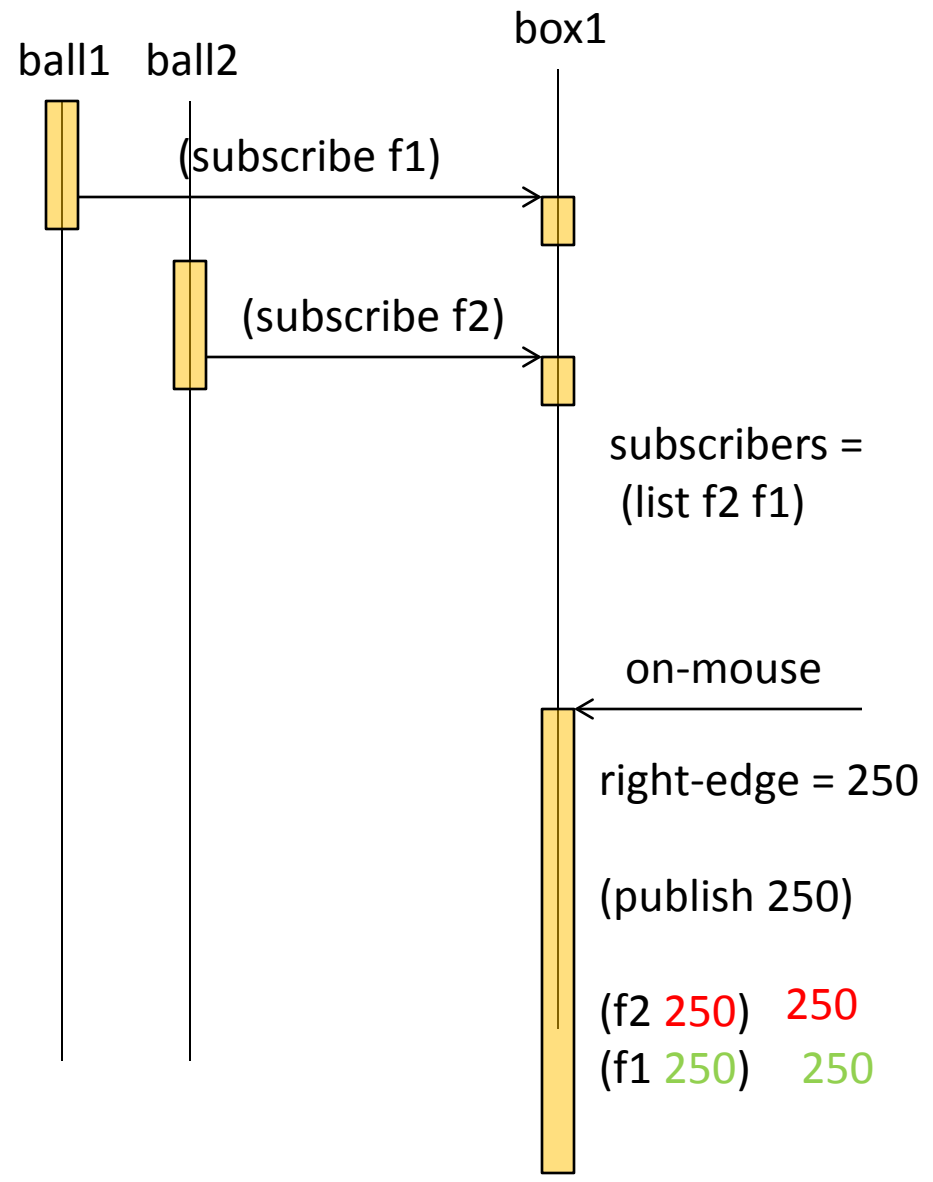 ball1 ball2 box1
(subscribe f1)
(subscribe f2)
subscribers =
(list f2 f1)
on-mouse
right-edge = 250
(publish 250)
(f2 250) 250
(f1 250) 250